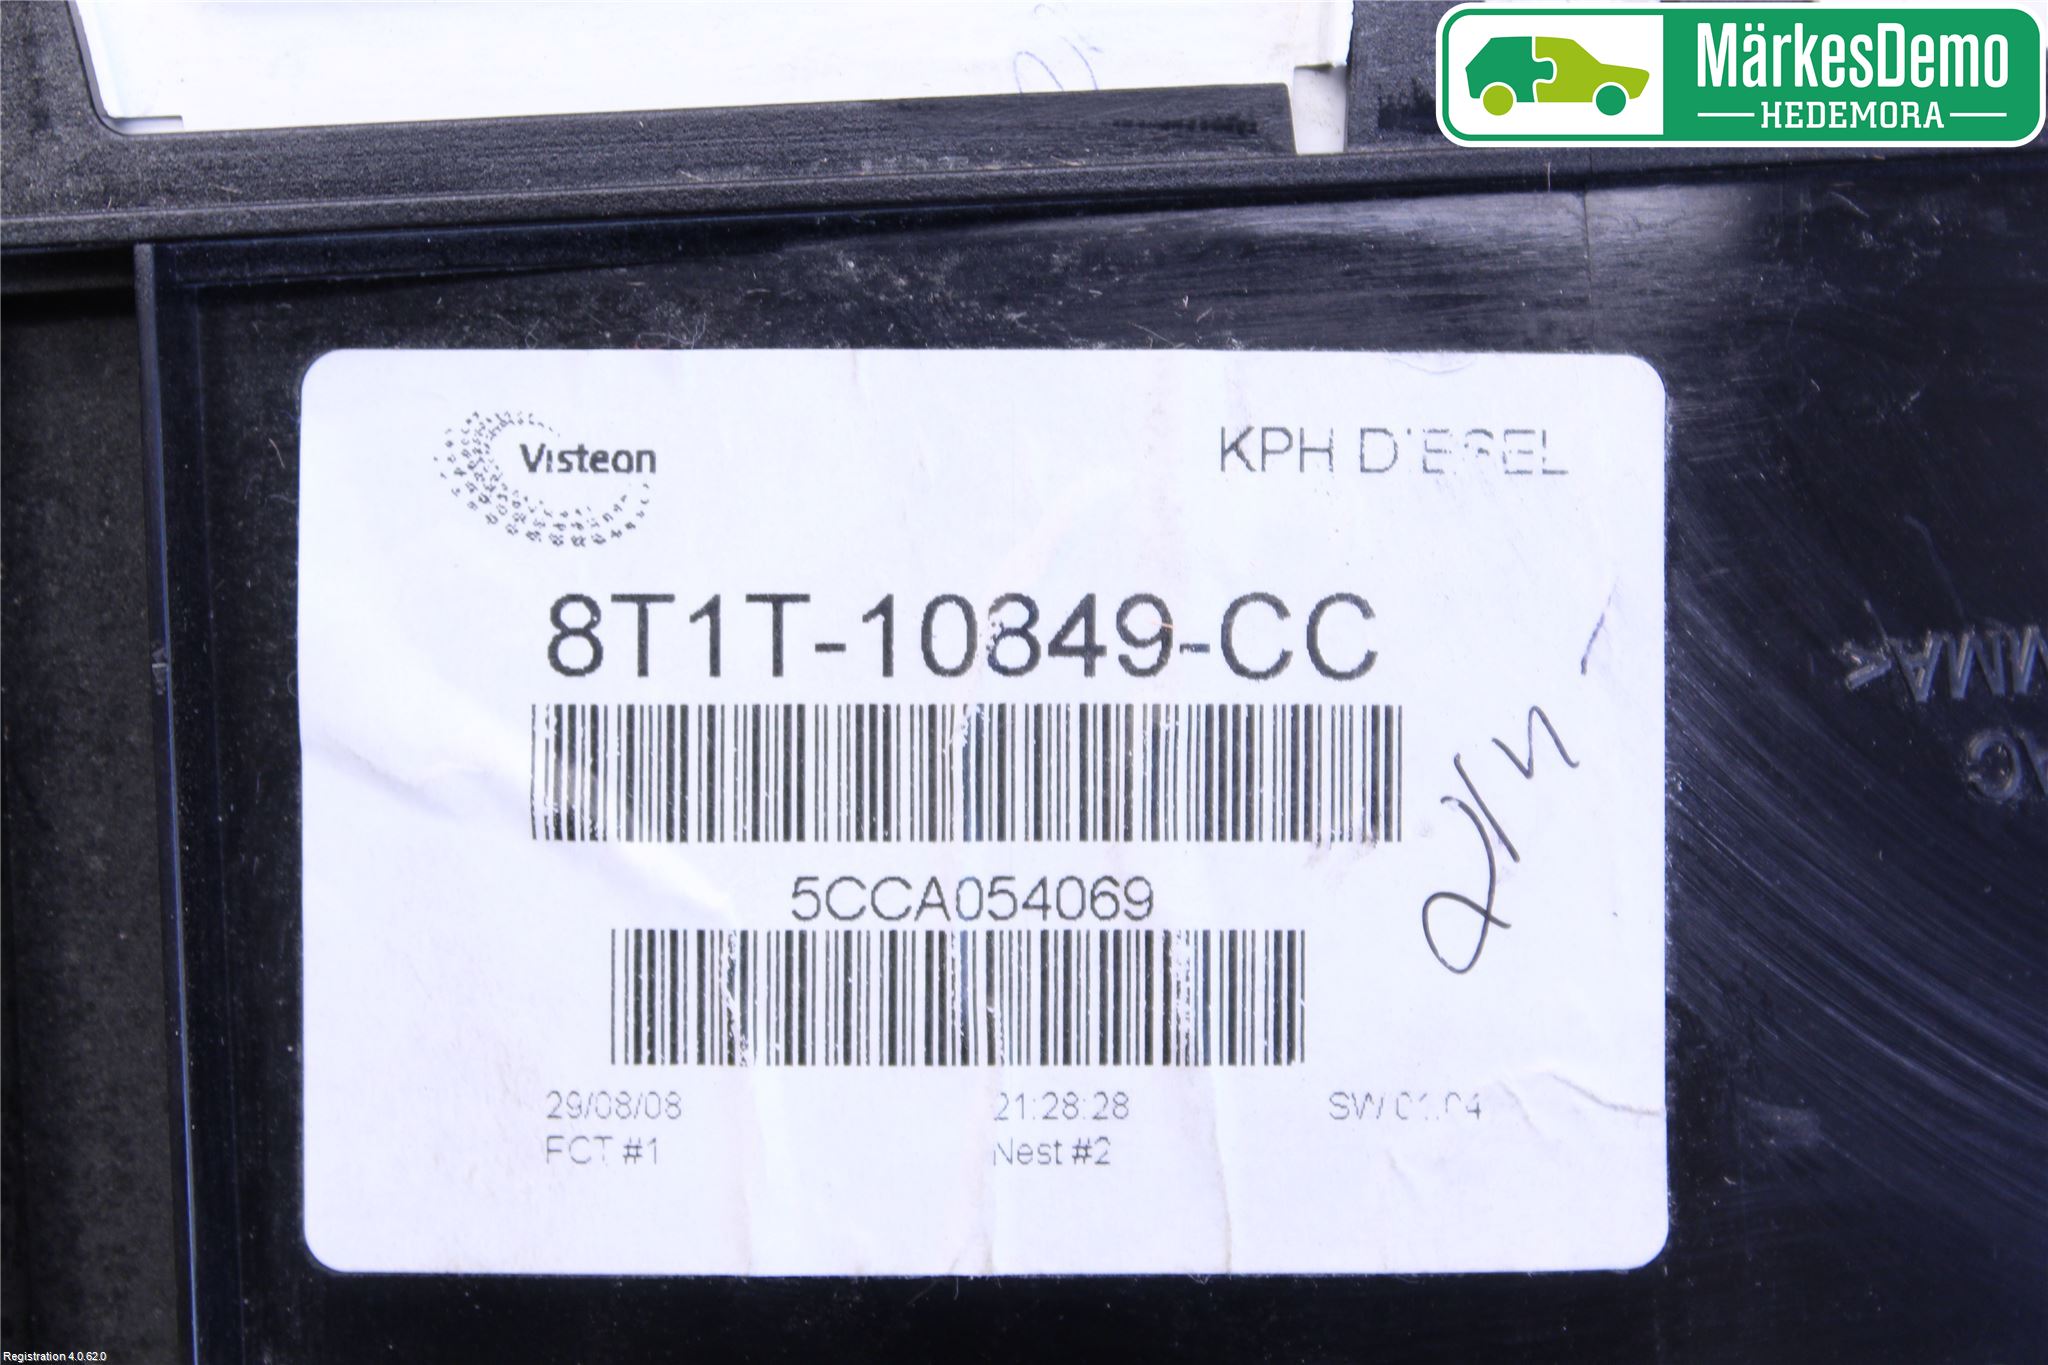 MärkesDemo
HEDEMORA
Visteon
KPH DIESEL
8T1T-10849-CC
5CCA054069
29/08/08 21:28:28
FCT #1 Nest #2
Registration 4.0.62.0